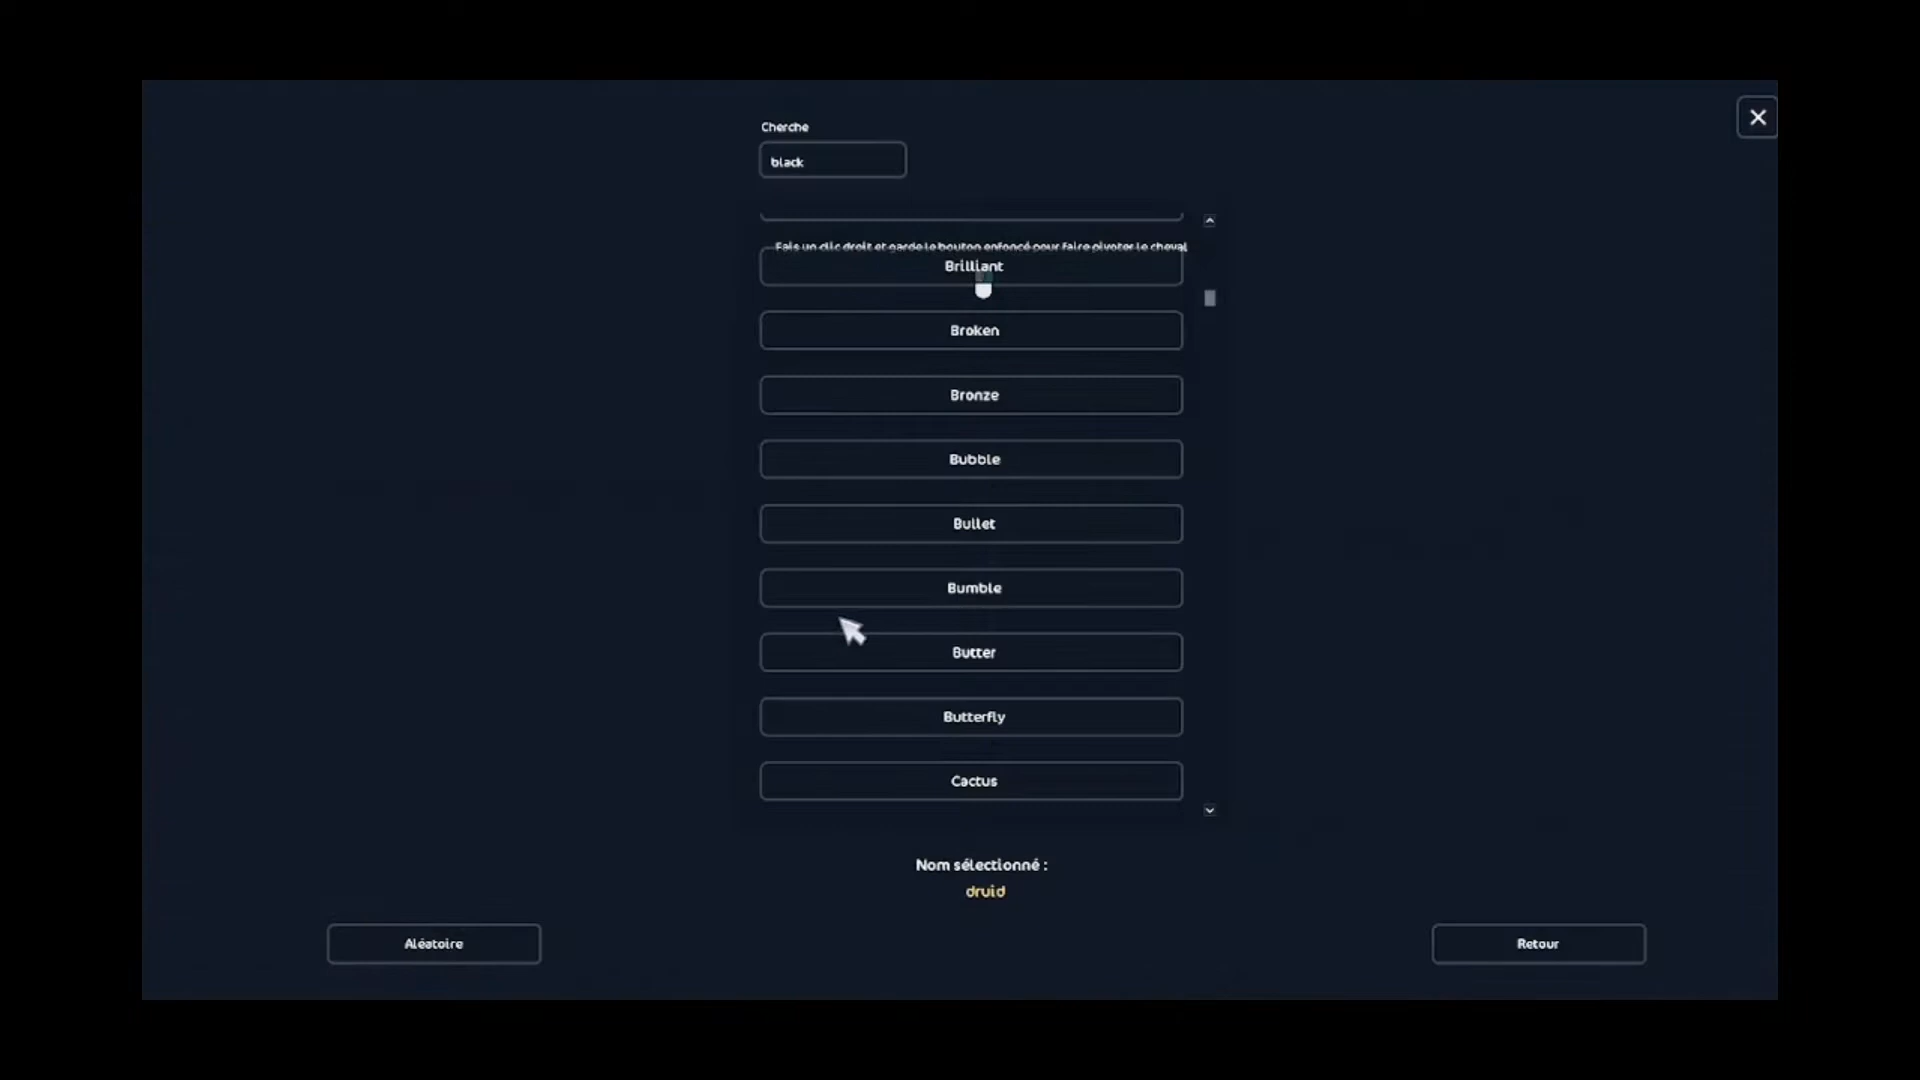 Cherche
black
Fais un clic droit et garde le bouton enfoncé pour faire pivoter le cheval
Brilliant
Broken
Bronze
Bubble
Bullet
Bumble
Butter
Butterfly
Cactus
Nom sélectionné :
druid
Aléatoire
Retour